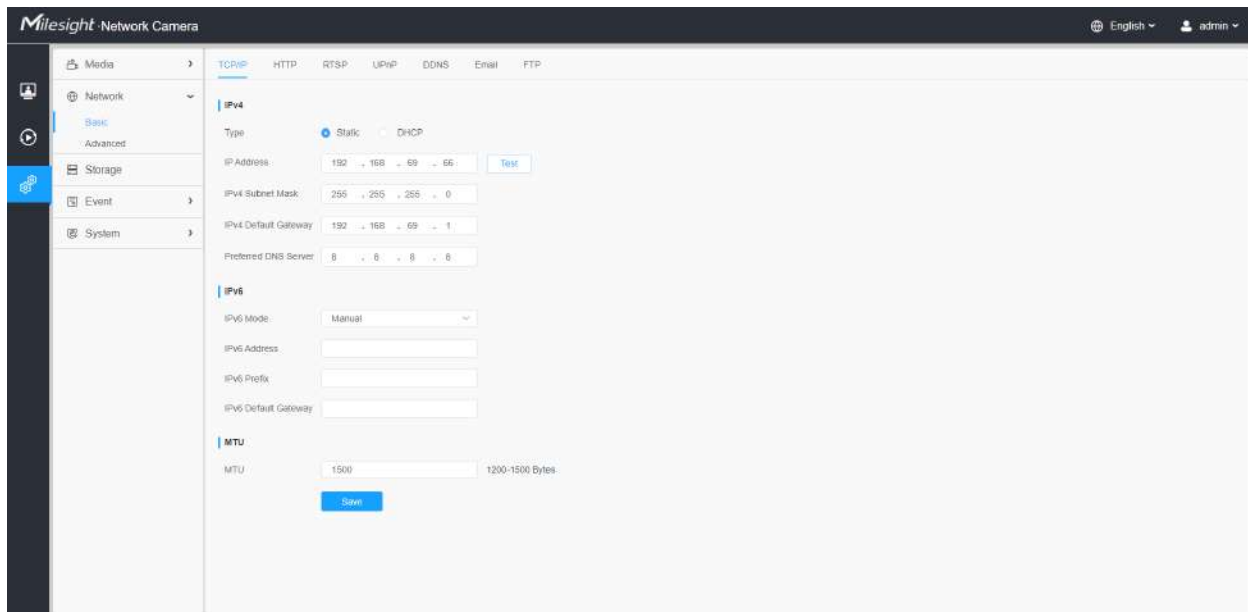 Milesight Network Camera
English
admin
Media
Network
Basic
Advanced
Storage
Event
System
TCP/IP HTTP RTSP UPnP DDNS Email FTP
IPv4
Type Static DHCP
IP Address 192 . 168 . 69 . 66 Test
IPv4 Subnet Mask 255 . 255 . 255 . 0
IPv4 Default Gateway 192 . 168 . 69 . 1
Preferred DNS Server 8 . 8 . 8 . 8
IPv6
IPv6 Mode Manual
IPv6 Address
IPv6 Prefix
IPv6 Default Gateway
MTU
MTU 1500 1200-1500 Bytes
Save